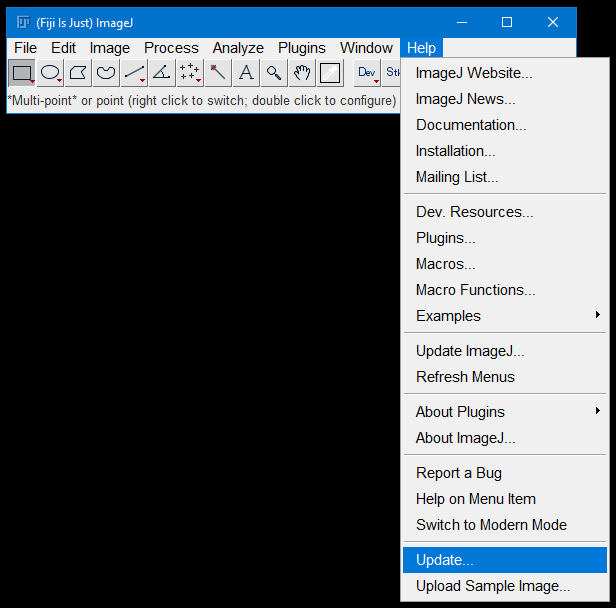 (Fiji Is Just) ImageJ
File Edit Image Process Analyze Plugins Window Help
A Dev Stk
*Multi-point* or point (right click to switch; double click to configure)
ImageJ Website...
ImageJ News...
Documentation...
Installation...
Mailing List...
Dev. Resources...
Plugins...
Macros...
Macro Functions...
Examples
Update ImageJ...
Refresh Menus
About Plugins
About ImageJ...
Report a Bug
Help on Menu Item
Switch to Modern Mode
Update...
Upload Sample Image...